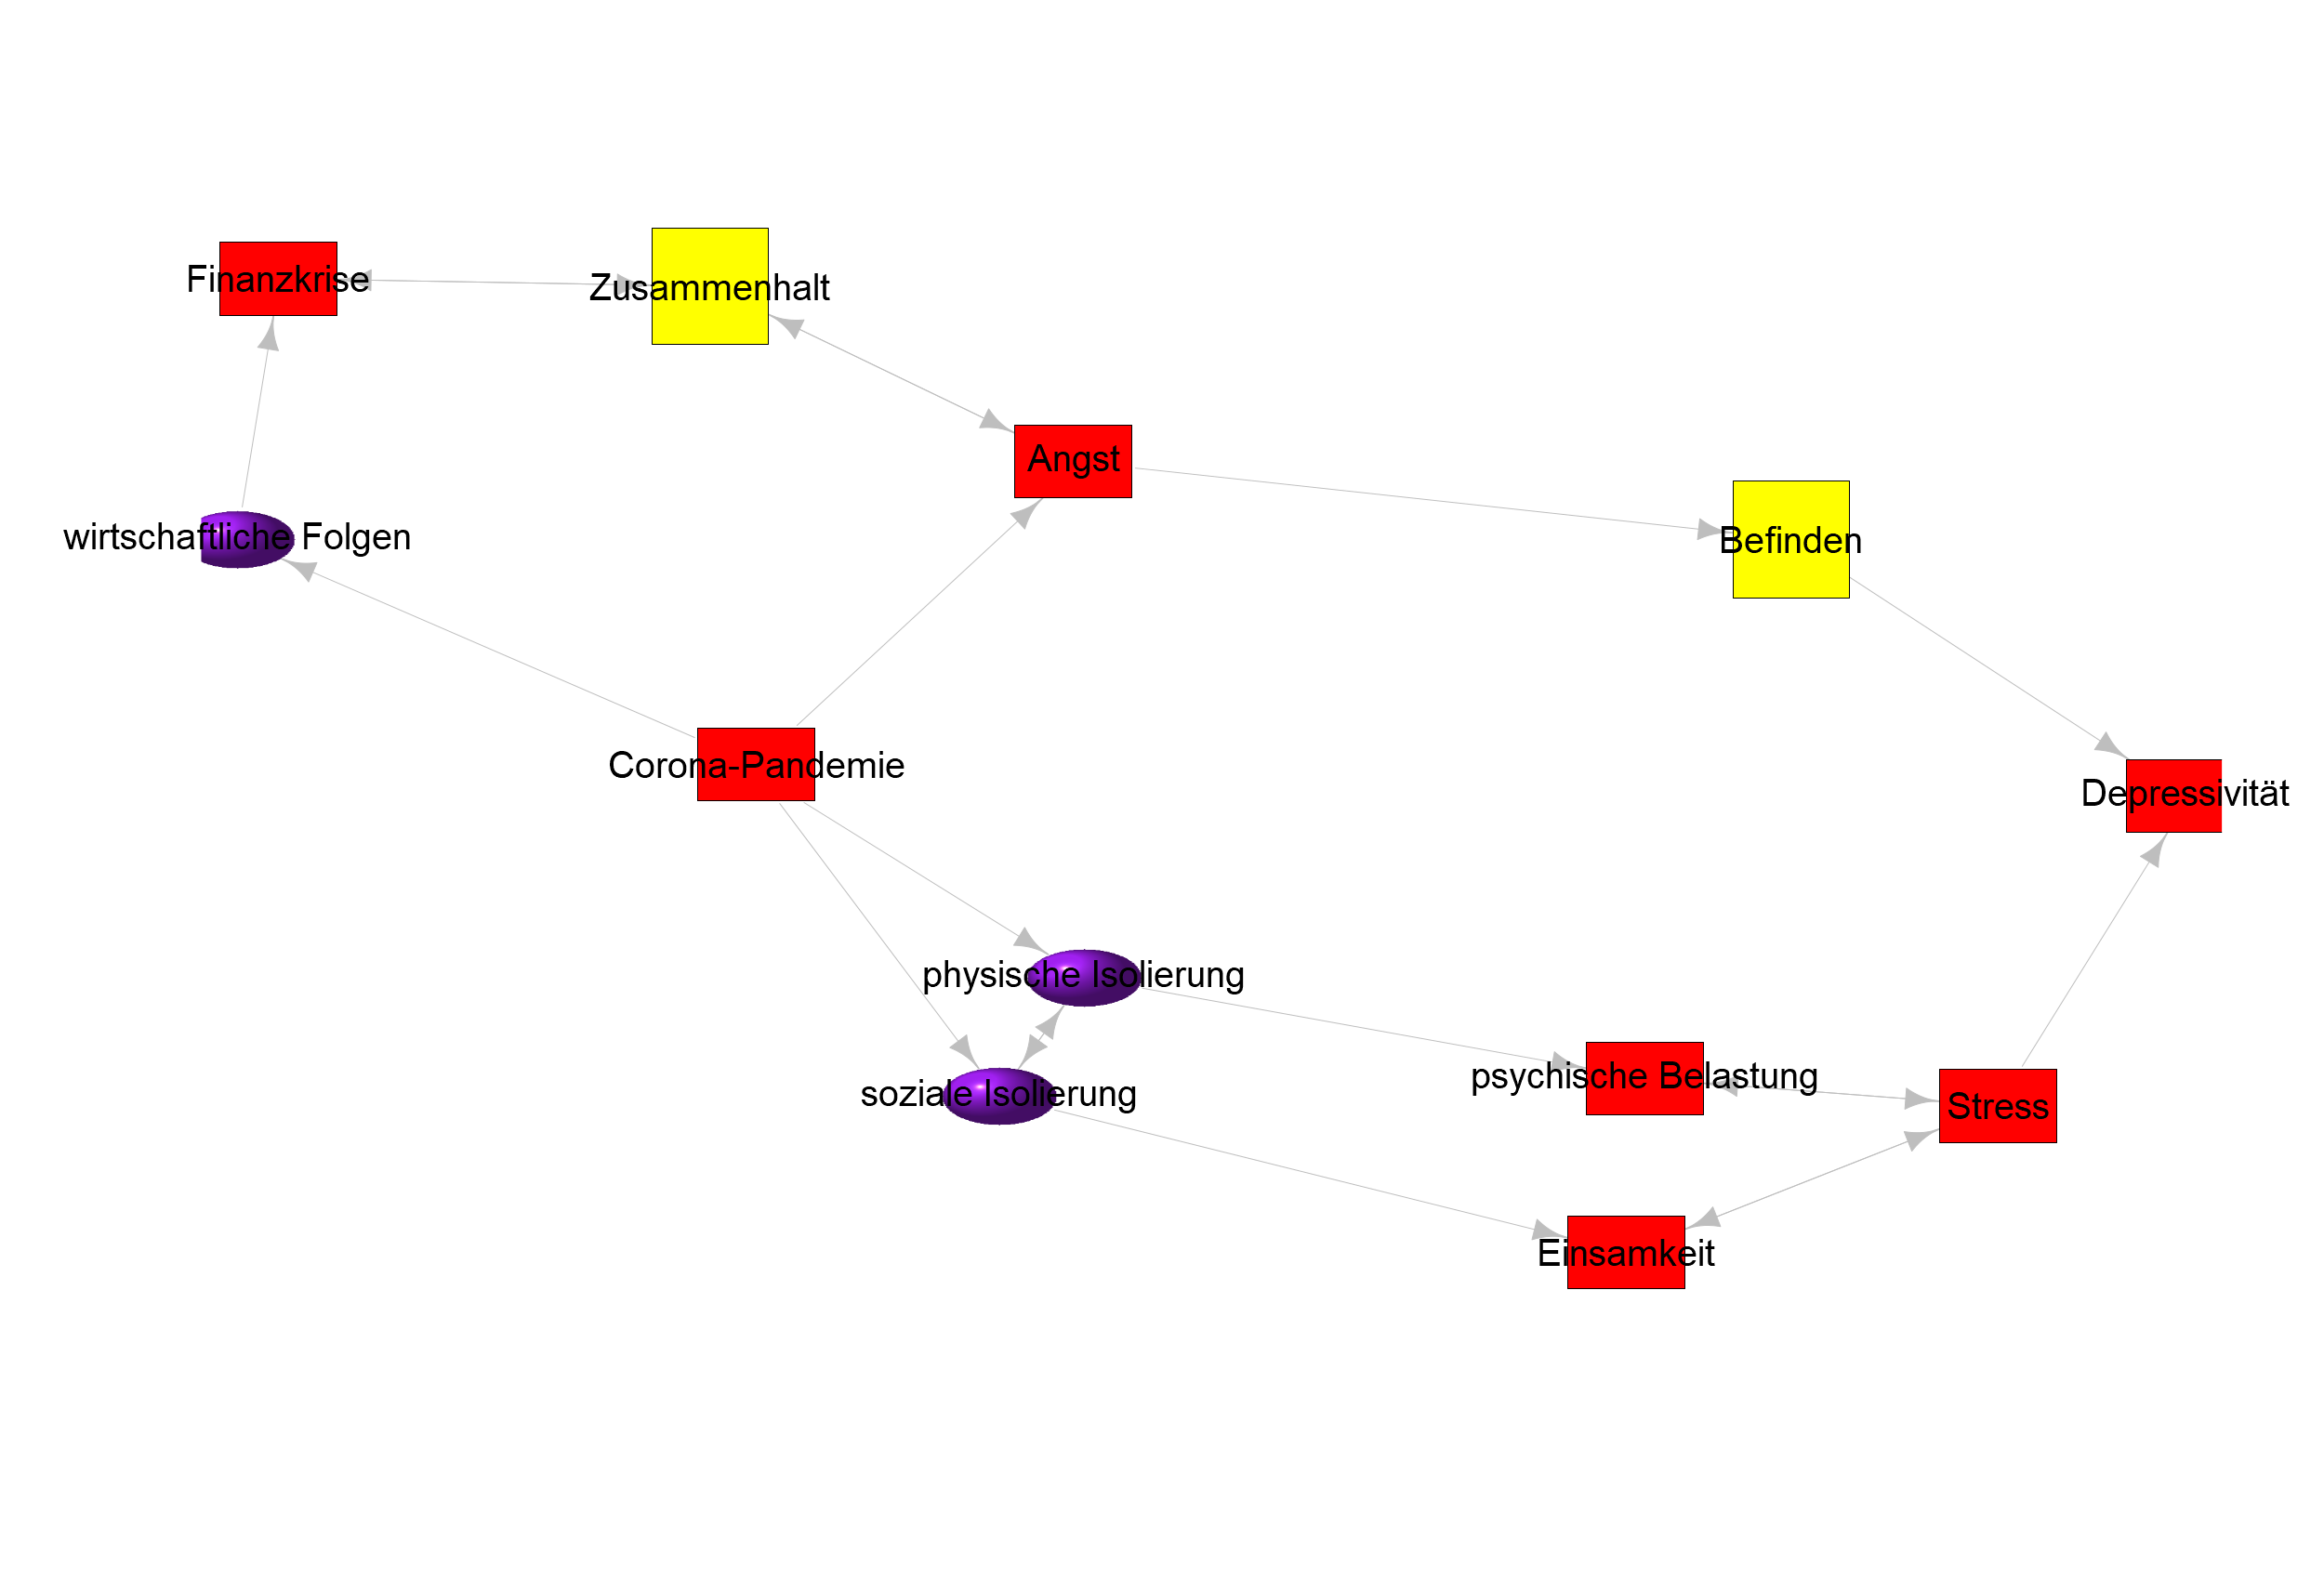 Finanzkrise
Zusammenhalt
Angst
wirtschaftliche Folgen
Befinden
Corona-Pandemie
Depressivität
physische Isolierung
psychische Belastung
soziale Isolierung
Stress
Einsamkeit